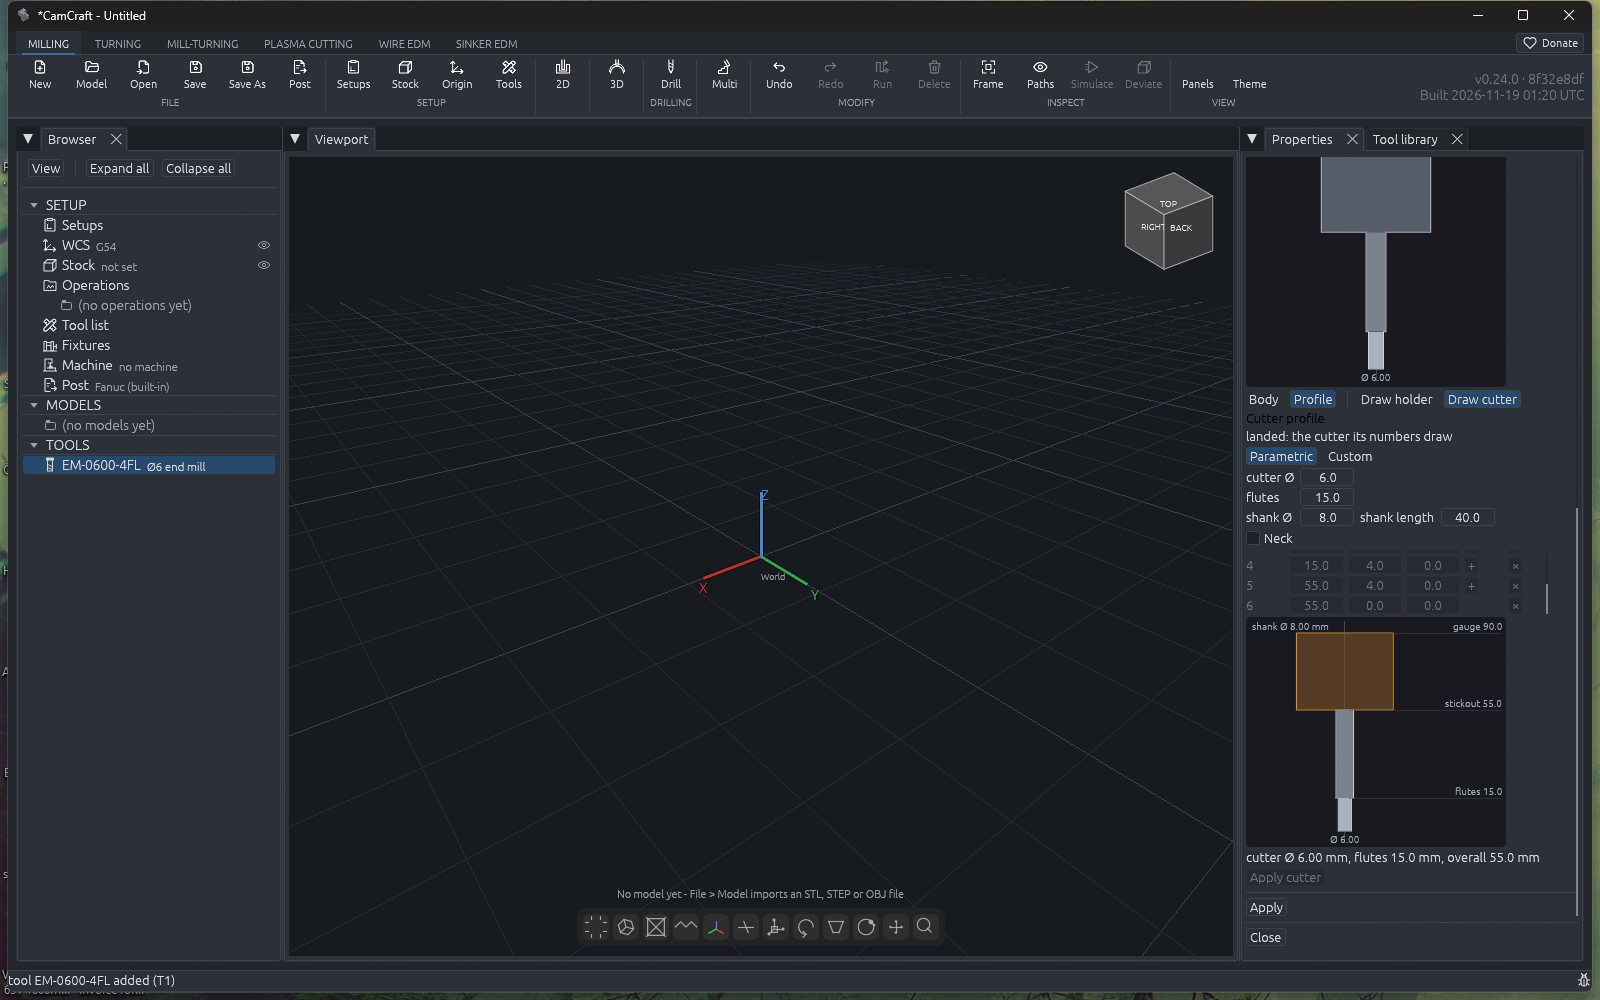 *CamCraft - Untitled
MILLING TURNING MILL-TURNING PLASMA CUTTING WIRE EDM SINKER EDM
Donate
New Model Open Save Save As Post
FILE
Setups Stock Origin Tools
SETUP
2D
3D
Drill
DRILLING
Multi
Undo Redo Run Delete
MODIFY
Frame Paths Simulate Deviate
INSPECT
Panels Theme
VIEW
v0.24.0 · 8f32e8df
Built 2026-11-19 01:20 UTC
Browser
View Expand all Collapse all
SETUP
Setups
WCS G54
Stock not set
Operations
(no operations yet)
Tool list
Fixtures
Machine no machine
Post Fanuc (built-in)
MODELS
(no models yet)
TOOLS
EM-0600-4FL Ø6 end mill
Viewport
TOP
RIGHT BACK
Z
World
X
Y
No model yet - File > Model imports an STL, STEP or OBJ file
Properties Tool library
Ø 6.00
Body Profile Draw holder Draw cutter
Cutter profile
landed: the cutter its numbers draw
Parametric Custom
cutter Ø 6.0
flutes 15.0
shank Ø 8.0 shank length 40.0
Neck
4 15.0 4.0 0.0 + ×
5 55.0 4.0 0.0 + ×
6 55.0 0.0 0.0 ×
shank Ø 8.00 mm gauge 90.0
stickout 55.0
flutes 15.0
Ø 6.00
cutter Ø 6.00 mm, flutes 15.0 mm, overall 55.0 mm
Apply cutter
Apply
Close
tool EM-0600-4FL added (T1)